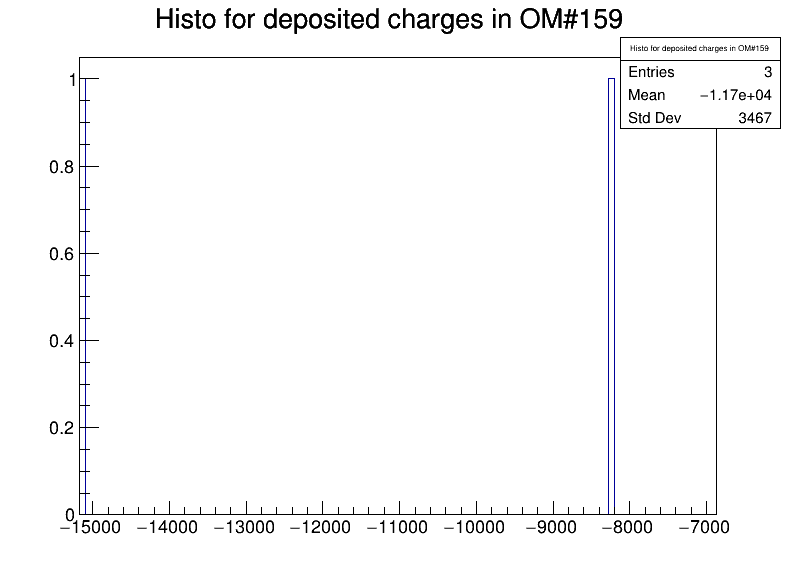 Histo for deposited charges in OM#159
Histo for deposited charges in OM#159
Entries 3
Mean −1.17e+04
Std Dev 3467
1
0.8
0.6
0.4
0.2
0
−15000 −14000 −13000 −12000 −11000 −10000 −9000 −8000 −7000